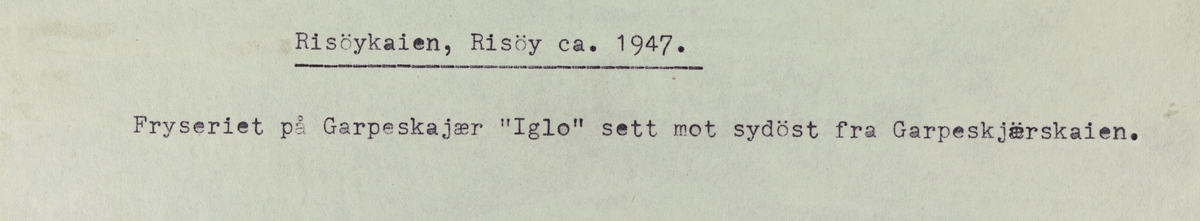 Risöykaien, Risöy ca. 1947.
Fryseriet på Garpeskajær "Iglo" sett mot sydöst fra Garpeskjærskaien.